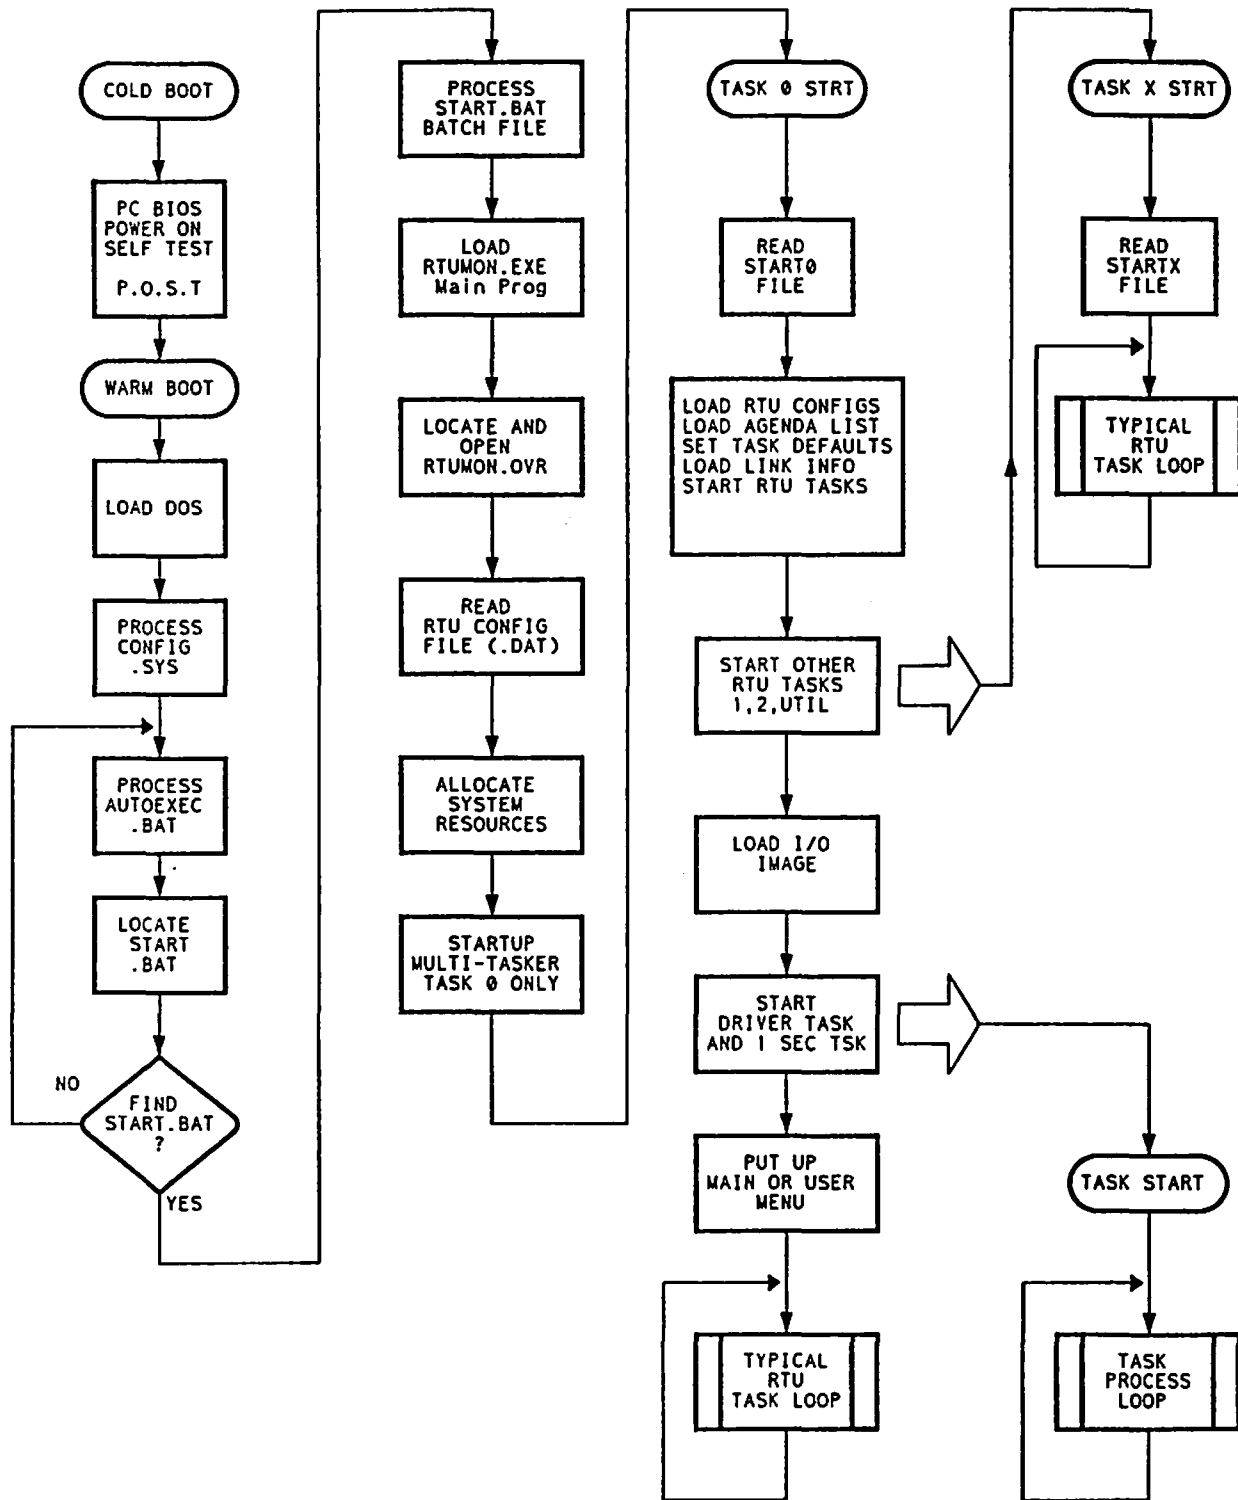 COLD BOOT
PC BIOS
POWER ON
SELF TEST
P.O.S.T
WARM BOOT
LOAD DOS
PROCESS
CONFIG
.SYS
PROCESS
AUTOEXEC
.BAT
LOCATE
START
.BAT
NO
FIND
START.BAT
?
YES
PROCESS
START.BAT
BATCH FILE
LOAD
RTUMON.EXE
Main Prog
LOCATE AND
OPEN
RTUMON.OVR
READ
RTU CONFIG
FILE (.DAT)
ALLOCATE
SYSTEM
RESOURCES
STARTUP
MULTI-TASKER
TASK 0 ONLY
TASK 0 STRT
READ
START0
FILE
LOAD RTU CONFIGS
LOAD AGENDA LIST
SET TASK DEFAULTS
LOAD LINK INFO
START RTU TASKS
START OTHER
RTU TASKS
1,2,UTIL
LOAD I/O
IMAGE
START
DRIVER TASK
AND 1 SEC TSK
PUT UP
MAIN OR USER
MENU
TYPICAL
RTU
TASK LOOP
TASK X STRT
READ
STARTX
FILE
TYPICAL
RTU
TASK LOOP
TASK START
TASK
PROCESS
LOOP